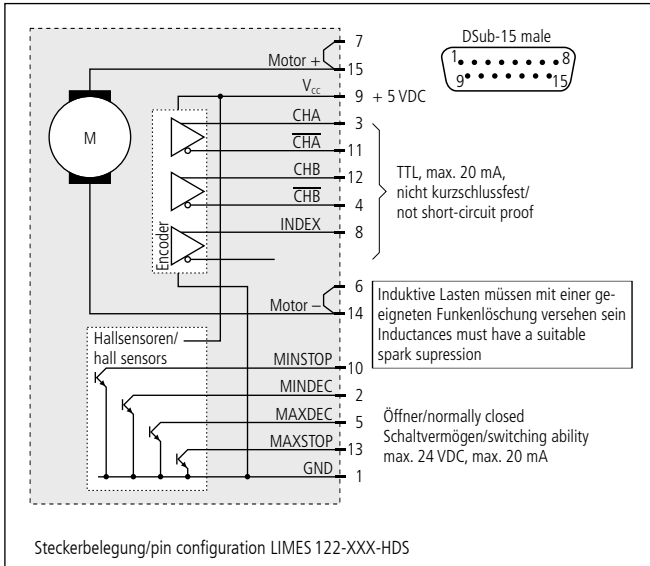 7
Motor +
15
DSub-15 male
1 8
9 15
V_cc 9 + 5 VDC
CHA 3
C̅H̅A̅ 11
CHB 12
C̅H̅B̅ 4
INDEX 8
TTL, max. 20 mA,
nicht kurzschlussfest/
not short-circuit proof
M
Encoder
6
Motor –
14
Induktive Lasten müssen mit einer ge-
eigneten Funkenlöschung versehen sein
Inductances must have a suitable
spark supression
Hallsensoren/
hall sensors
MINSTOP 10
MINDEC 2
MAXDEC 5
MAXSTOP 13
GND 1
Öffner/normally closed
Schaltvermögen/switching ability
max. 24 VDC, max. 20 mA
Steckerbelegung/pin configuration LIMES 122-XXX-HDS